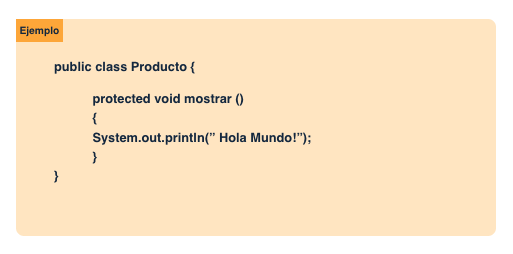 Ejemplo
public class Producto {
protected void mostrar ()
{
System.out.println(” Hola Mundo!”);
}
}